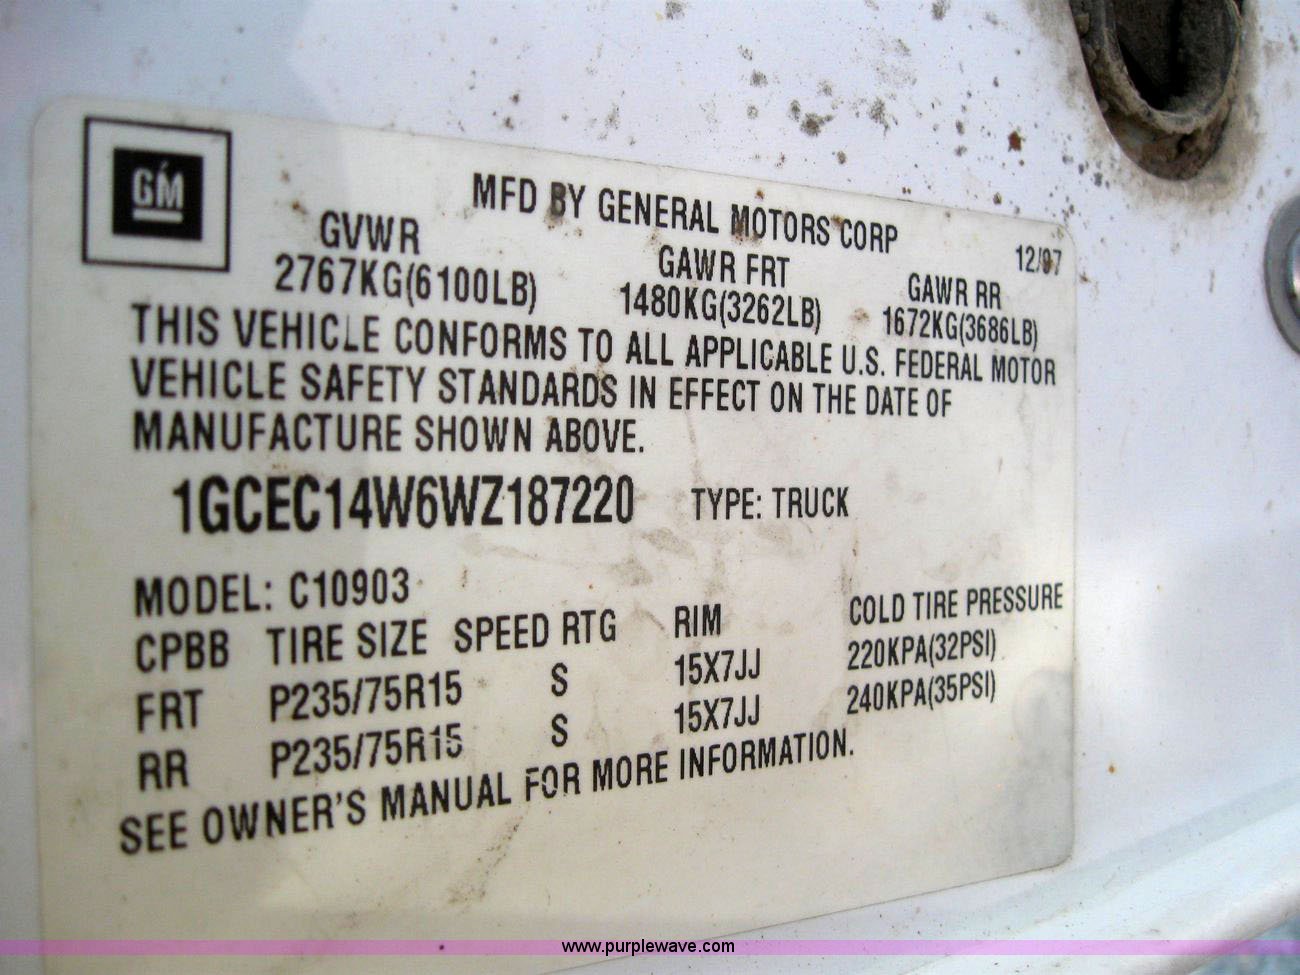 GM
MFD BY GENERAL MOTORS CORP
12/97
GVWR GAWR FRT GAWR RR
2767KG(6100LB) 1480KG(3262LB) 1672KG(3686LB)
THIS VEHICLE CONFORMS TO ALL APPLICABLE U.S. FEDERAL MOTOR
VEHICLE SAFETY STANDARDS IN EFFECT ON THE DATE OF
MANUFACTURE SHOWN ABOVE.
1GCEC14W6WZ187220 TYPE: TRUCK
MODEL: C10903
CPBB TIRE SIZE SPEED RTG RIM COLD TIRE PRESSURE
FRT P235/75R15 S 15X7JJ 220KPA(32PSI)
RR P235/75R15 S 15X7JJ 240KPA(35PSI)
SEE OWNER'S MANUAL FOR MORE INFORMATION.
www.purplewave.com